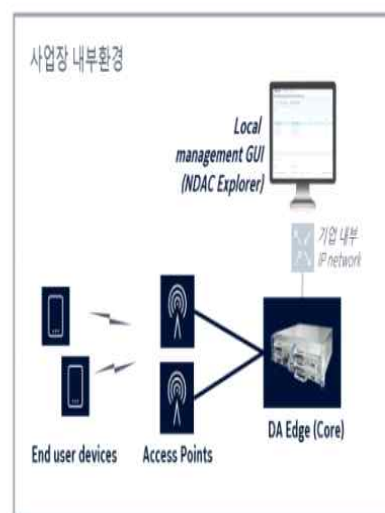 사업장 내부환경
Local
management GUI
(NDAC Explorer)
기업 내부
IP network
DA Edge (Core)
End user devices
Access Points